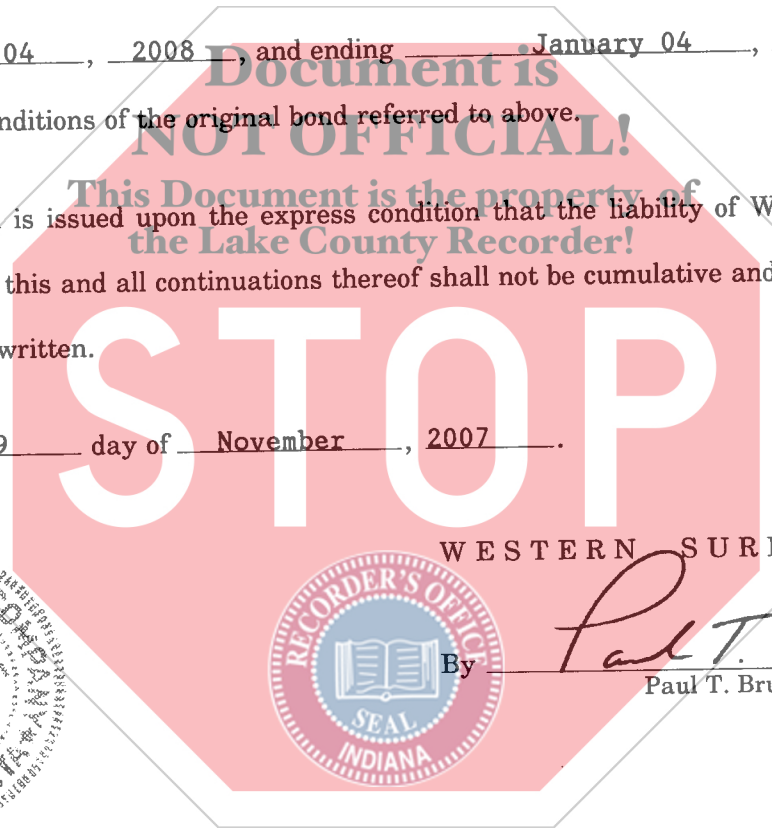 04, 2008, and ending January 04,
Document is
nditions of the original bond referred to above.
NOT OFFICIAL!
This Document is the property of
is issued upon the express condition that the liability of W
the Lake County Recorder!
this and all continuations thereof shall not be cumulative and
STOP
written.
9 day of November, 2007.
WESTERN SUR
RECORDER'S OFFICE
SEAL
INDIANA
OMPANY
By Paul T.
Paul T. Bru